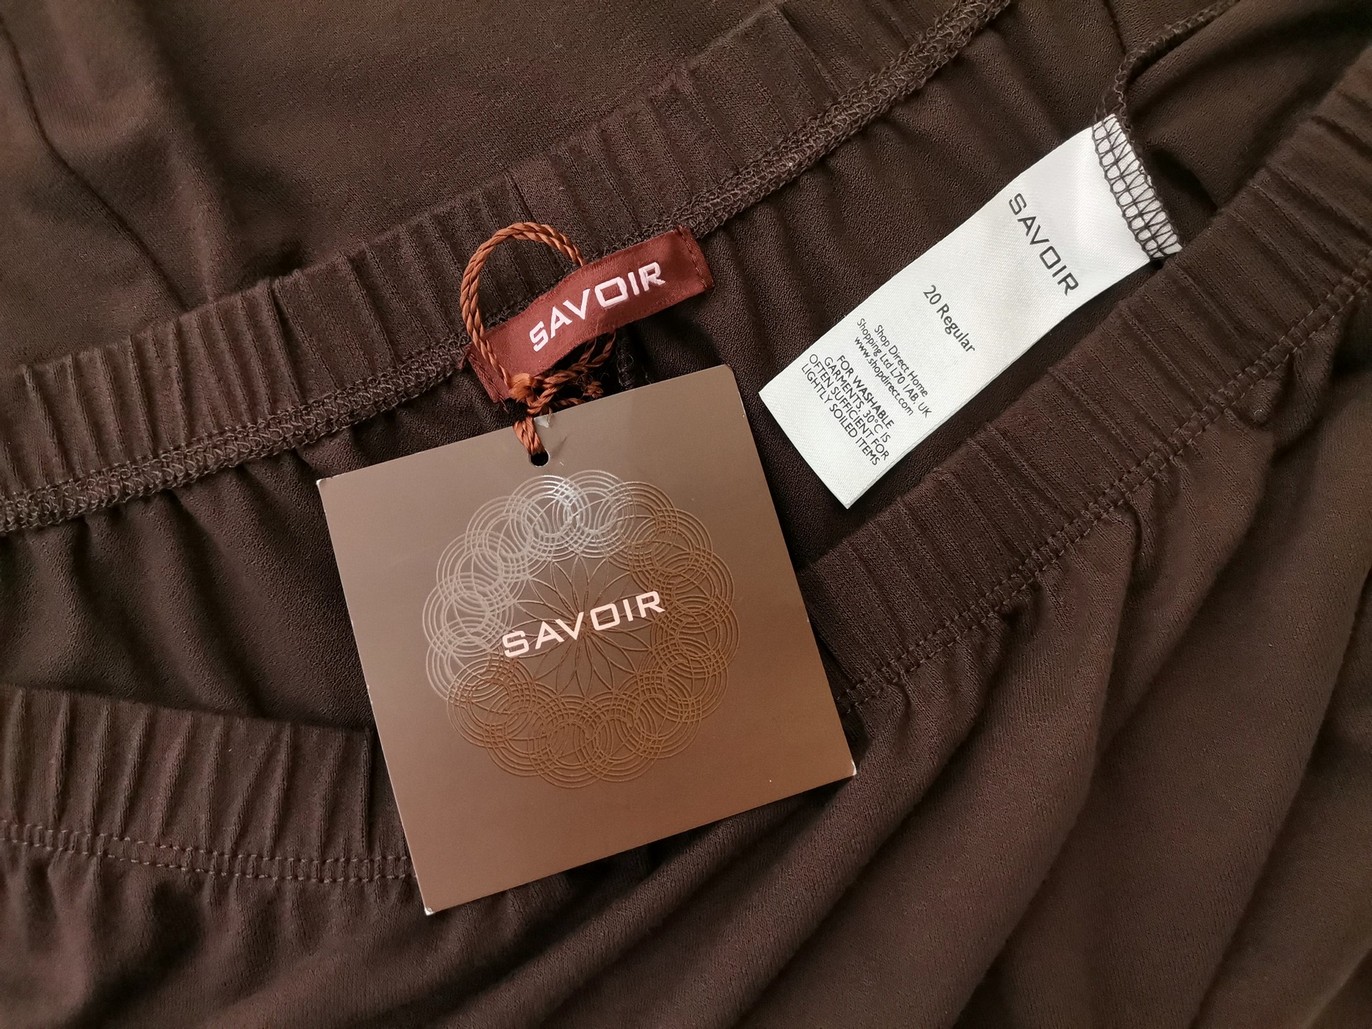 SAVOIR
SAVOIR
20 Regular
Shop Direct Home
Shopping Ltd L70 1AB, UK
www.shopdirect.com
FOR WASHABLE
GARMENTS, 30°C IS
OFTEN SUFFICIENT FOR
LIGHTLY SOILED ITEMS
SAVOIR